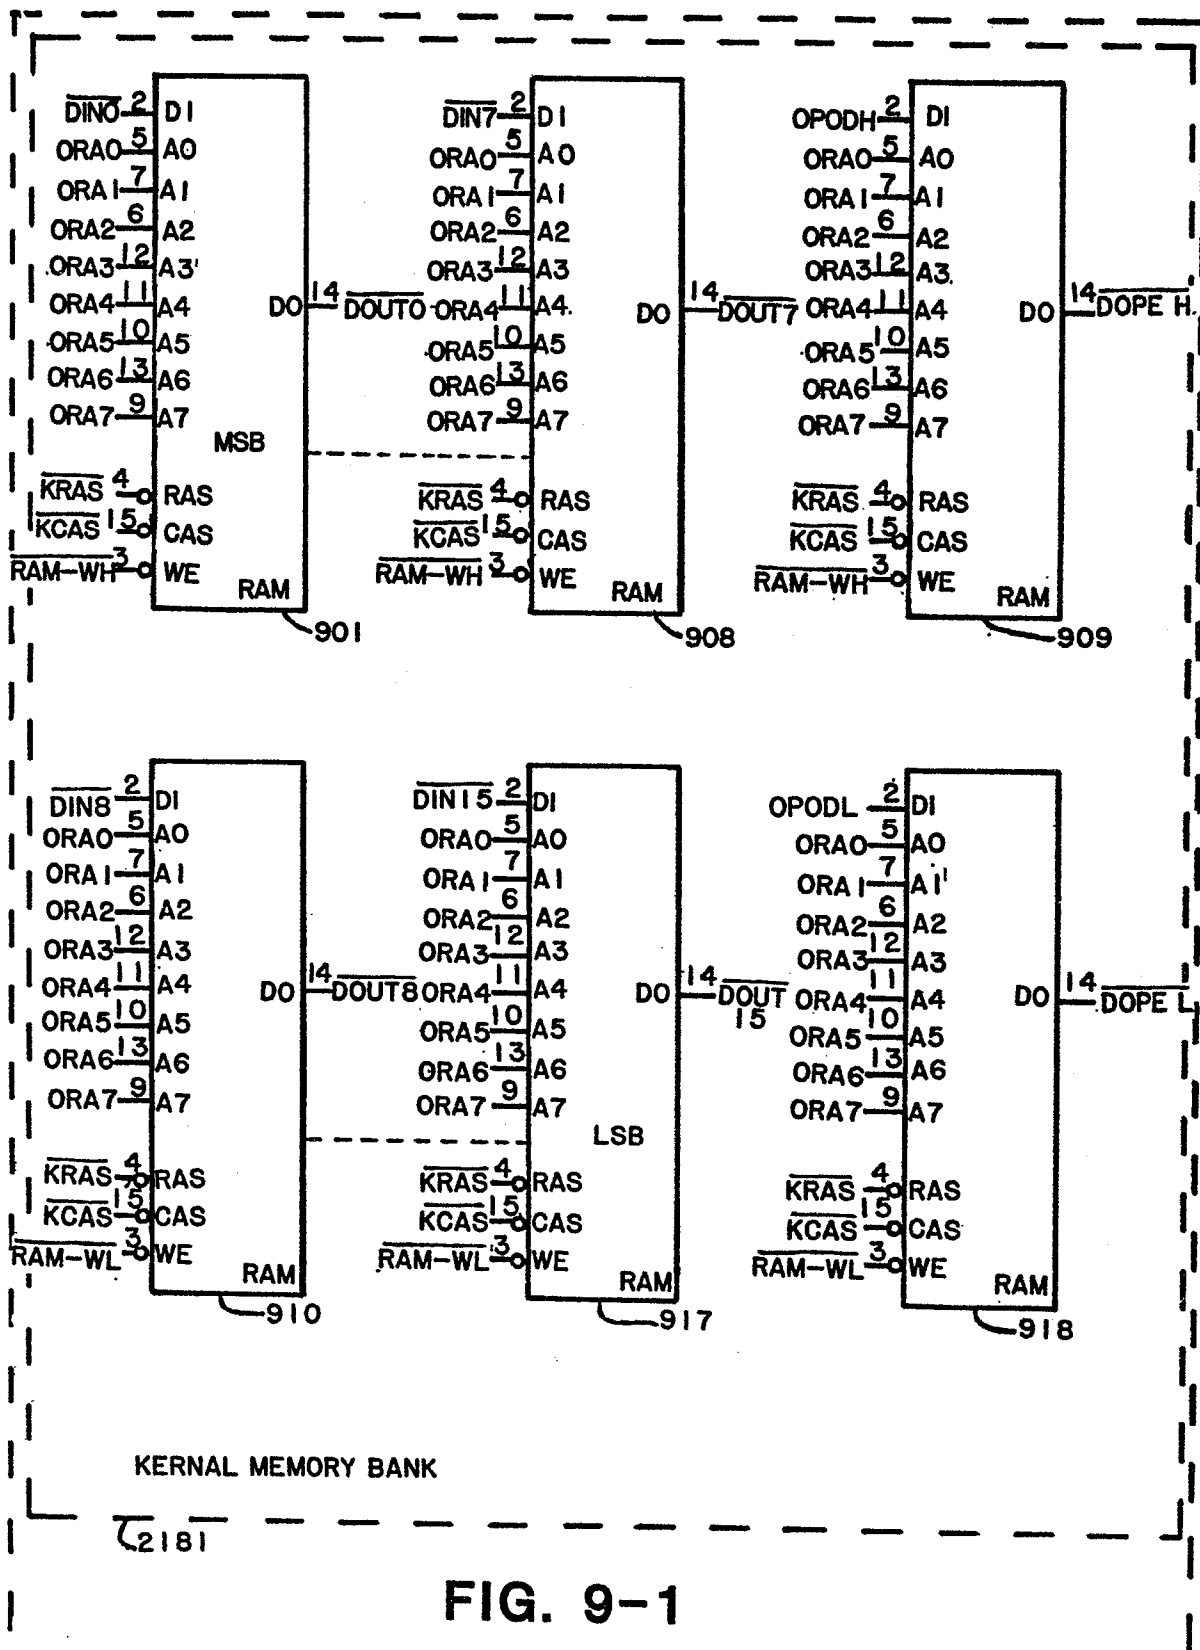 DIN0 2 DI
ORA0 5 A0
ORA1 7 A1
ORA2 6 A2
ORA3 12 A3'
ORA4 11 A4
DO 14 DOUT0
ORA5 10 A5
ORA6 13 A6
ORA7 9 A7
MSB
KRAS 4 RAS
KCAS 15 CAS
RAM-WH 3 WE
RAM
901
DIN7 2 DI
ORA0 5 A0
ORA1 7 A1
ORA2 6 A2
ORA3 12 A3
ORA4 11 A4
DO 14 DOUT7
ORA5 10 A5
ORA6 13 A6
ORA7 9 A7
KRAS 4 RAS
KCAS 15 CAS
RAM-WH 3 WE
RAM
908
OPODH 2 DI
ORA0 5 A0
ORA1 7 A1
ORA2 6 A2
ORA3 12 A3
ORA4 11 A4
DO 14 DOPE H
ORA5 10 A5
ORA6 13 A6
ORA7 9 A7
KRAS 4 RAS
KCAS 15 CAS
RAM-WH 3 WE
RAM
909
DIN8 2 DI
ORA0 5 A0
ORA1 7 A1
ORA2 6 A2
ORA3 12 A3
ORA4 11 A4
DO 14 DOUT8
ORA5 10 A5
ORA6 13 A6
ORA7 9 A7
KRAS 4 RAS
KCAS 15 CAS
RAM-WL 3 WE
RAM
910
DIN15 2 DI
ORA0 5 A0
ORA1 7 A1
ORA2 6 A2
ORA3 12 A3
ORA4 11 A4
DO 14 DOUT
15
ORA5 10 A5
ORA6 13 A6
ORA7 9 A7
LSB
KRAS 4 RAS
KCAS 15 CAS
RAM-WL 3 WE
RAM
917
OPODL 2 DI
ORA0 5 A0
ORA1 7 A1'
ORA2 6 A2
ORA3 12 A3
ORA4 11 A4
DO 14 DOPE L
ORA5 10 A5
ORA6 13 A6
ORA7 9 A7
KRAS 4 RAS
KCAS 15 CAS
RAM-WL 3 WE
RAM
918
KERNAL MEMORY BANK
2181
FIG. 9-1